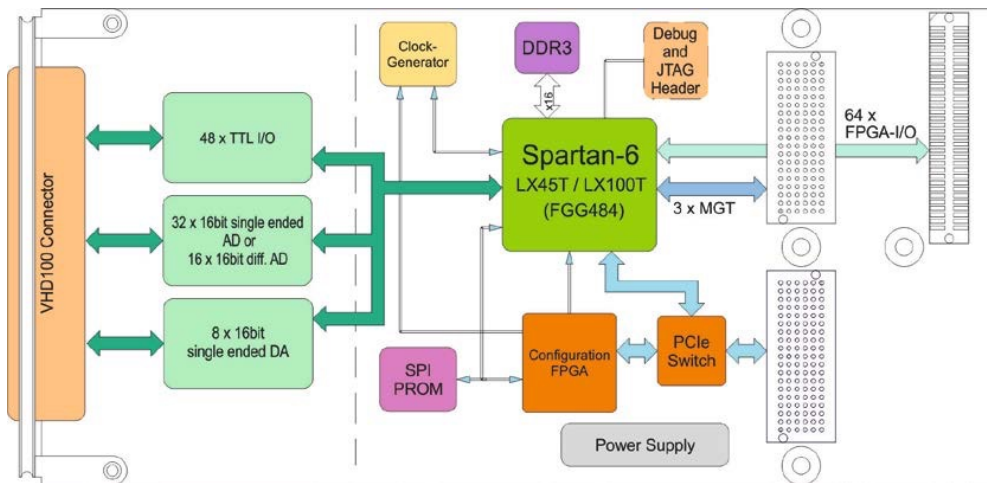 VHD100 Connector
48 x TTL I/O
32 x 16bit single ended
AD or
16 x 16bit diff. AD
8 x 16bit
single ended DA
Clock-
Generator
DDR3
x16
Debug
and
JTAG
Header
Spartan-6
LX45T / LX100T
(FGG484)
64 x
FPGA-I/O
3 x MGT
SPI
PROM
Configuration
FPGA
PCIe
Switch
Power Supply